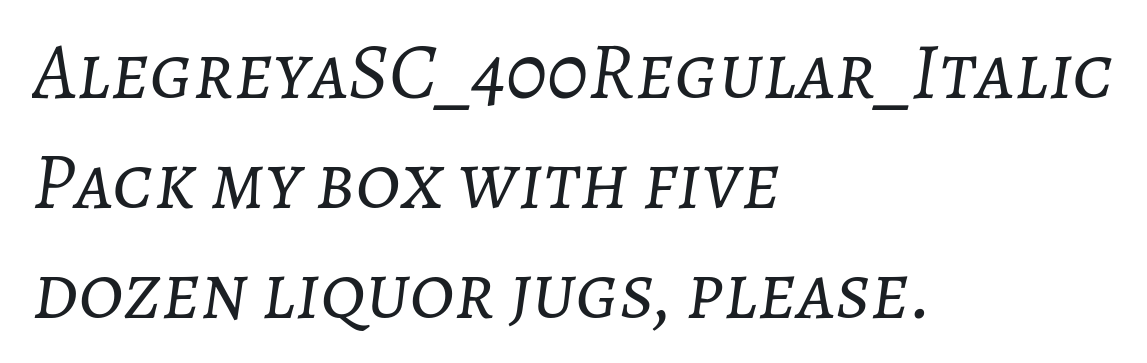 AlegreyaSC_400Regular_Italic
Pack my box with five
dozen liquor jugs, please.